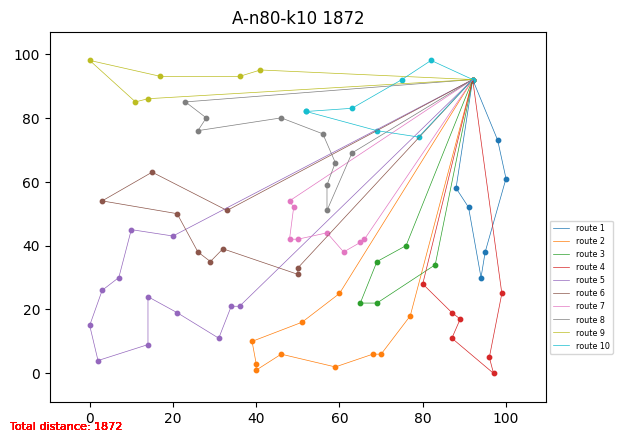 A-n80-k10 1872
100
80
60
40
20
0
0 20 40 60 80 100
route 1
route 2
route 3
route 4
route 5
route 6
route 7
route 8
route 9
route 10
Total distance: 1872